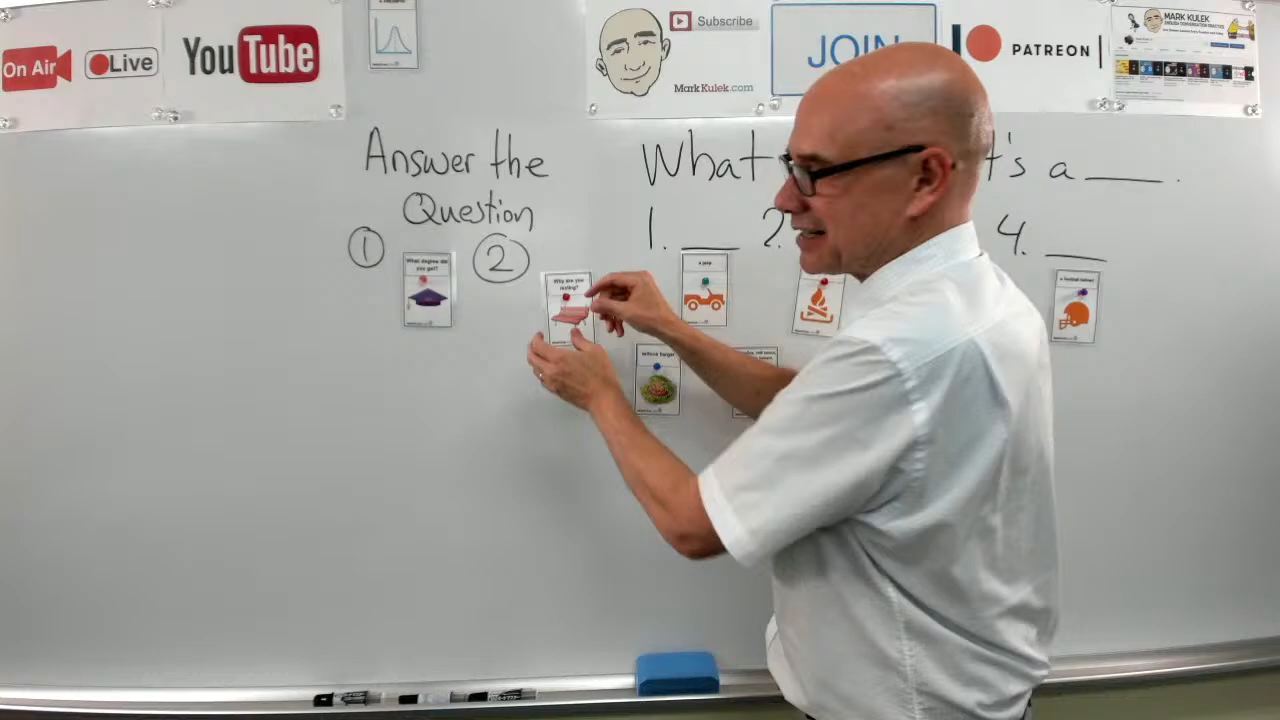 On Air
Live
YouTube
Subscribe
MarkKulek.com
JOIN
PATREON
MARK KULEK
Answer the
Question
1
2
What
's a ___.
1. ___
2
4. ___
What degree did
you get?
Why are you
resting?
a jeep
a football helmet
lettuce burger